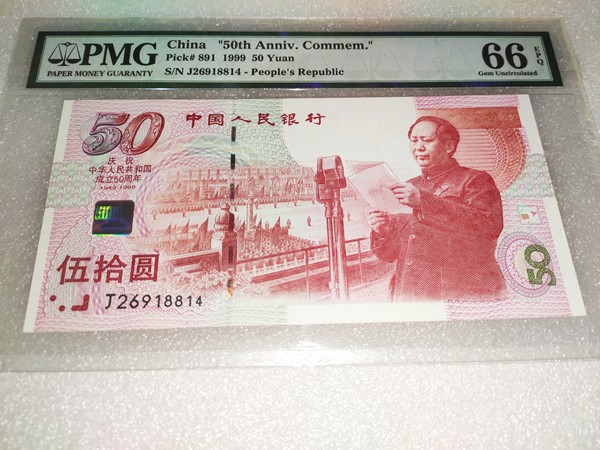 PMG
PAPER MONEY GUARANTY
China "50th Anniv. Commem."
Pick# 891 1999 50 Yuan
S/N J26918814 - People's Republic
66 EPQ
Gem Uncirculated
50
中国人民银行
庆祝
中华人民共和国
成立50周年
1949-1999
50
伍拾圆
J26918814
50